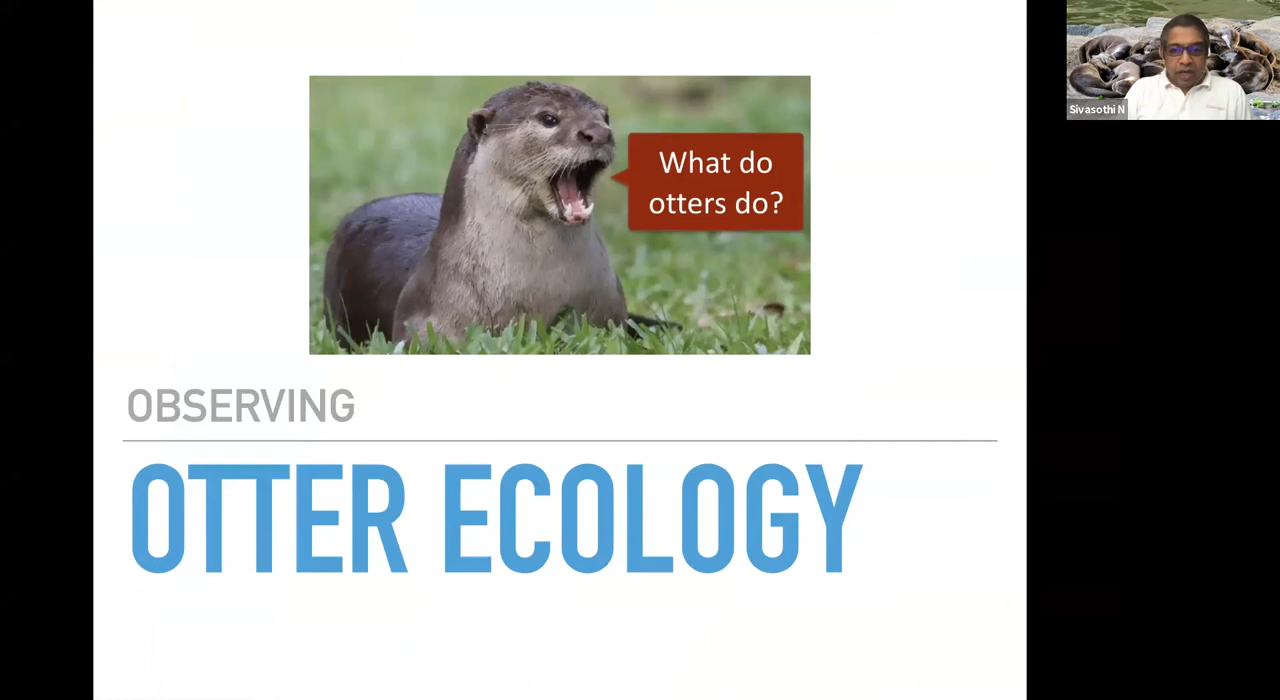 What do
otters do?
OBSERVING
OTTER ECOLOGY
Sivasothi N